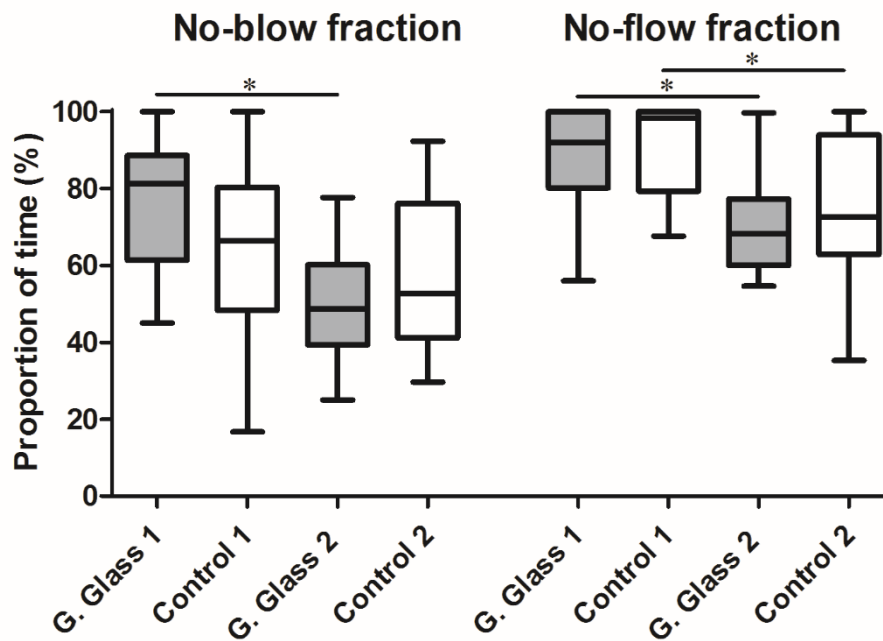 No-blow fraction
No-flow fraction
*
*
*
Proportion of time (%)
100
80
60
40
20
0
G. Glass 1
Control 1
G. Glass 2
Control 2
G. Glass 1
Control 1
G. Glass 2
Control 2